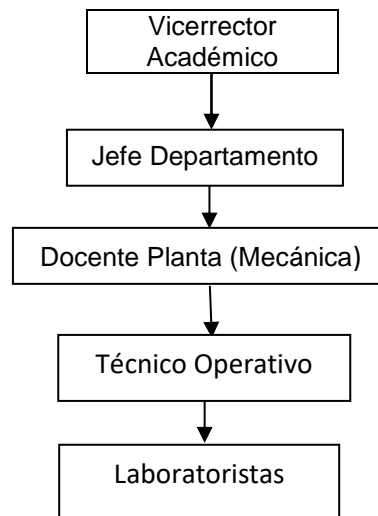 Vicerrector
Académico
Jefe Departamento
Docente Planta (Mecánica)
Técnico Operativo
Laboratoristas